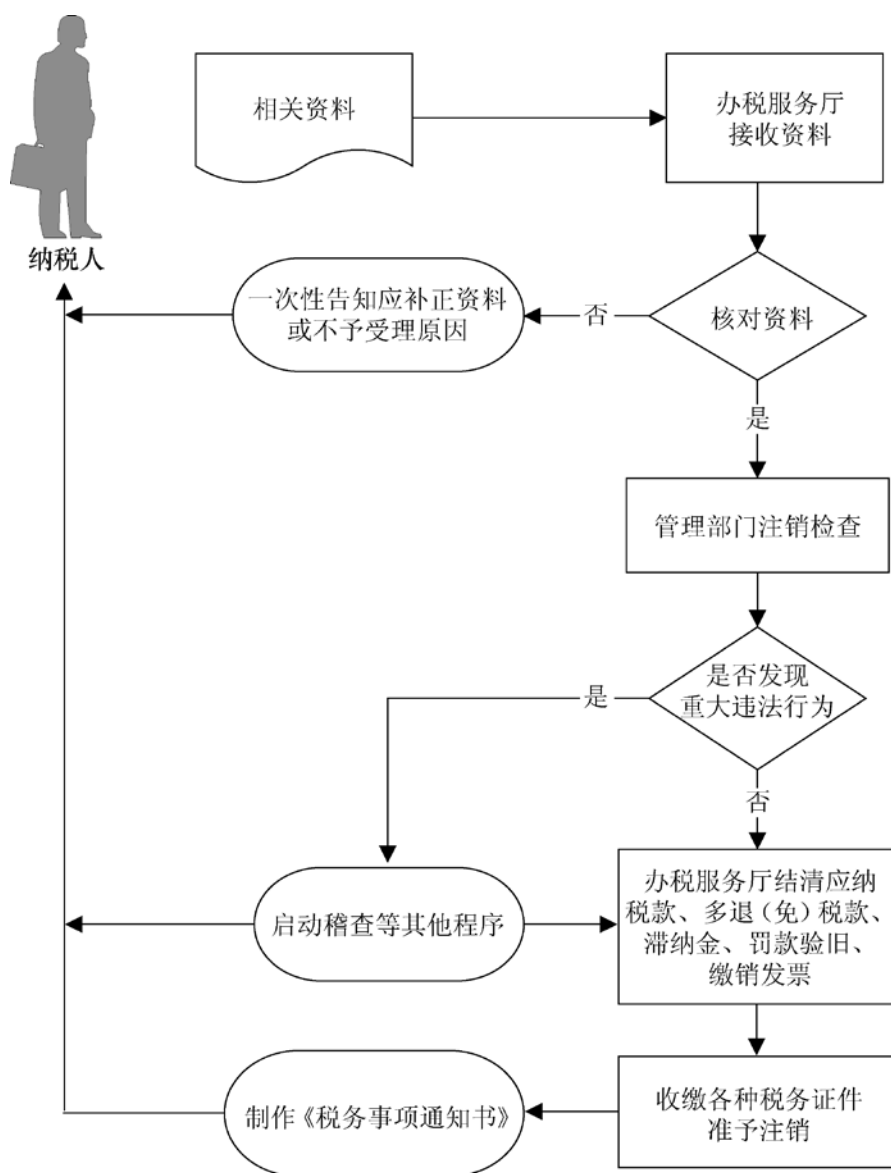 相关资料
办税服务厅
接收资料
纳税人
一次性告知应补正资料
或不予受理原因
否
核对资料
是
管理部门注销检查
是否发现
重大违法行为
是
否
启动稽查等其他程序
办税服务厅结清应纳
税款、多退（免）税款、
滞纳金、罚款验旧、
缴销发票
制作《税务事项通知书》
收缴各种税务证件
准予注销